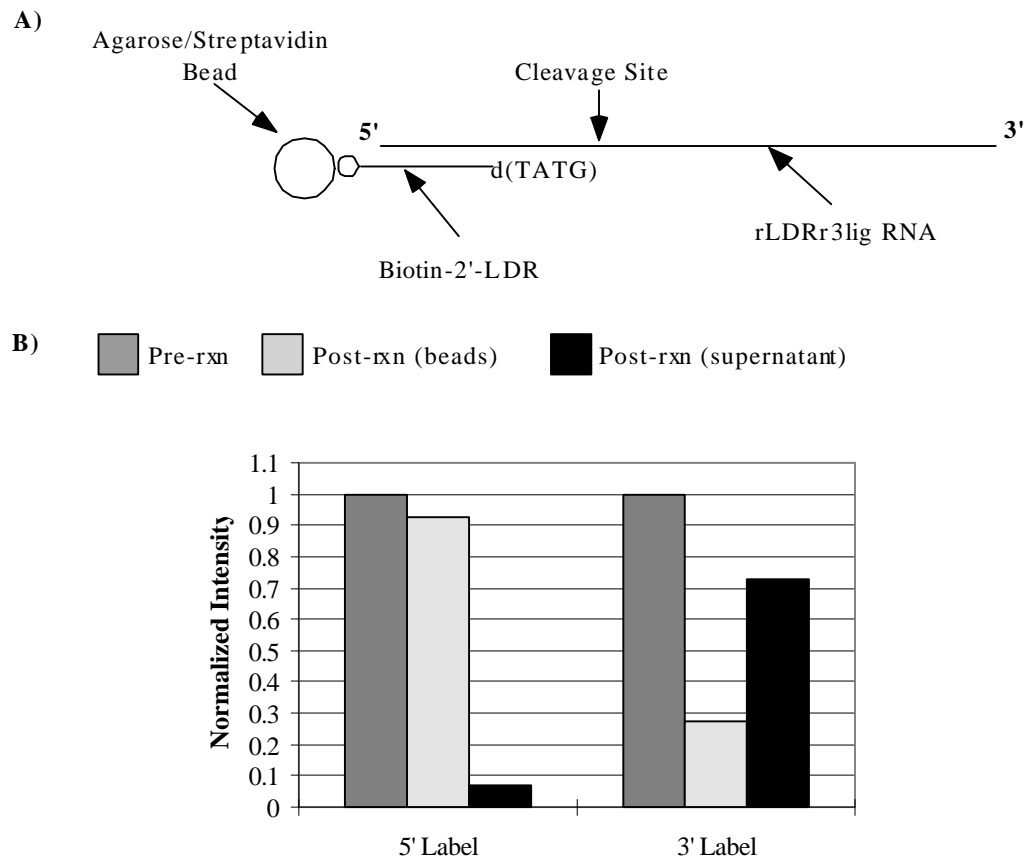 A)
Agarose/Streptavidin
Bead
Cleavage Site
5'
3'
d(TATG)
rLDRr3lig RNA
Biotin-2'-LDR
B)
Pre-rxn
Post-rxn (beads)
Post-rxn (supernatant)
1.1
1
0.9
0.8
0.7
0.6
0.5
0.4
0.3
0.2
0.1
0
Normalized Intensity
5' Label
3' Label